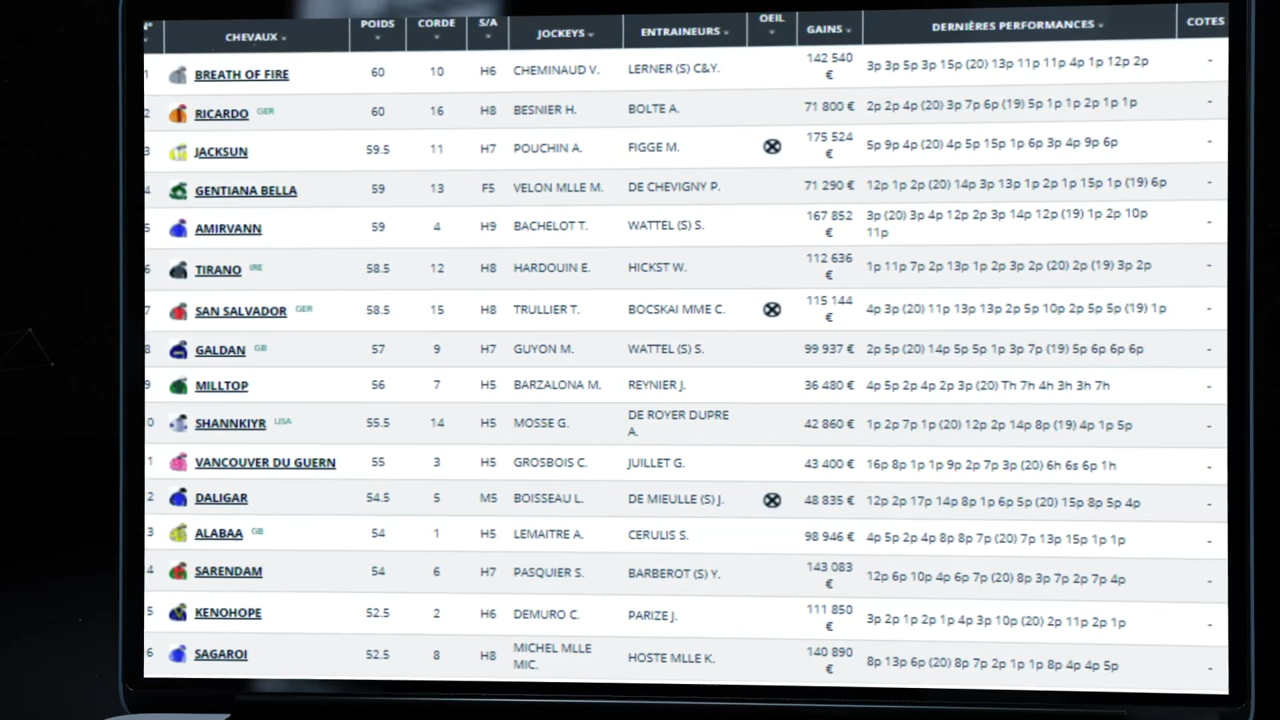 N° CHEVAUX POIDS CORDE S/A JOCKEYS ENTRAINEURS OEIL GAINS DERNIÈRES PERFORMANCES COTES
1 BREATH OF FIRE 60 10 H6 CHEMINAUD V. LERNER (S) C&Y. 142 540 € 3p 3p 5p 3p 15p (20) 13p 11p 11p 4p 1p 12p 2p -
2 RICARDO GER 60 16 H8 BESNIER H. BOLTE A. 71 800 € 2p 2p 4p (20) 3p 7p 6p (19) 5p 1p 1p 2p 1p 1p -
3 JACKSUN 59.5 11 H7 POUCHIN A. FIGGE M. 175 524 € 5p 9p 4p (20) 4p 5p 15p 1p 6p 3p 4p 9p 6p -
4 GENTIANA BELLA 59 13 F5 VELON MLLE M. DE CHEVIGNY P. 71 290 € 12p 1p 2p (20) 14p 3p 13p 1p 2p 1p 15p 1p (19) 6p -
5 AMIRVANN 59 4 H9 BACHELOT T. WATTEL (S) S. 167 852 € 3p (20) 3p 4p 12p 2p 3p 14p 12p (19) 1p 2p 10p
11p -
6 TIRANO IRE 58.5 12 H8 HARDOUIN E. HICKST W. 112 636 € 1p 11p 7p 2p 13p 1p 2p 3p 2p (20) 2p (19) 3p 2p -
7 SAN SALVADOR GER 58.5 15 H8 TRULLIER T. BOCSKAI MME C. 115 144 € 4p 3p (20) 11p 13p 13p 2p 5p 10p 2p 5p 5p (19) 1p -
8 GALDAN GB 57 9 H7 GUYON M. WATTEL (S) S. 99 937 € 2p 5p (20) 14p 5p 5p 1p 3p 7p (19) 5p 6p 6p 6p -
9 MILLTOP 56 7 H5 BARZALONA M. REYNIER J. 36 480 € 4p 5p 2p 4p 2p 3p (20) Th 7h 4h 3h 3h 7h -
0 SHANNKIYR USA 55.5 14 H5 MOSSE G. DE ROYER DUPRE
A. 42 860 € 1p 2p 7p 1p (20) 12p 2p 14p 8p (19) 4p 1p 5p -
1 VANCOUVER DU GUERN 55 3 H5 GROSBOIS C. JUILLET G. 43 400 € 16p 8p 1p 1p 9p 2p 7p 3p (20) 6h 6s 6p 1h -
2 DALIGAR 54.5 5 M5 BOISSEAU L. DE MIEULLE (S) J. 48 835 € 12p 2p 17p 14p 8p 1p 6p 5p (20) 15p 8p 5p 4p -
3 ALABAA GB 54 1 H5 LEMAITRE A. CERULIS S. 98 946 € 4p 5p 2p 4p 8p 8p 7p (20) 7p 13p 15p 1p 1p -
4 SARENDAM 54 6 H7 PASQUIER S. BARBEROT (S) Y. 143 083 € 12p 6p 10p 4p 6p 7p (20) 8p 3p 7p 2p 7p 4p -
5 KENOHOPE 52.5 2 H6 DEMURO C. PARIZE J. 111 850 € 3p 2p 1p 2p 1p 4p 3p 10p (20) 2p 11p 2p 1p -
6 SAGAROI 52.5 8 H8 MICHEL MLLE
MIC. HOSTE MLLE K. 140 890 € 8p 13p 6p (20) 8p 7p 2p 1p 1p 8p 4p 4p 5p -